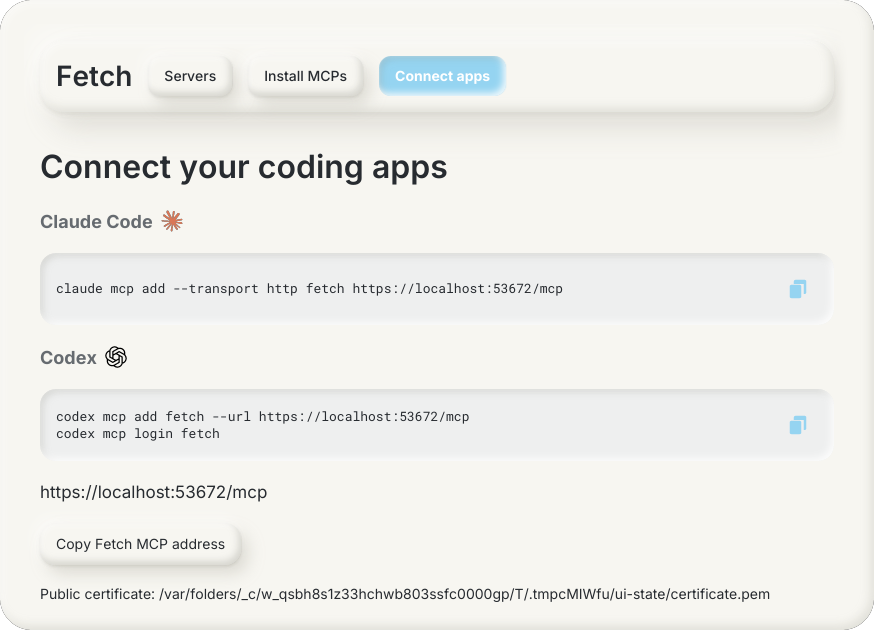 Fetch
Servers
Install MCPs
Connect apps
Connect your coding apps
Claude Code
claude mcp add --transport http fetch https://localhost:53672/mcp
Codex
codex mcp add fetch --url https://localhost:53672/mcp
codex mcp login fetch
https://localhost:53672/mcp
Copy Fetch MCP address
Public certificate: /var/folders/_c/w_qsbh8s1z33hchwb803ssfc0000gp/T/.tmpcMIWfu/ui-state/certificate.pem